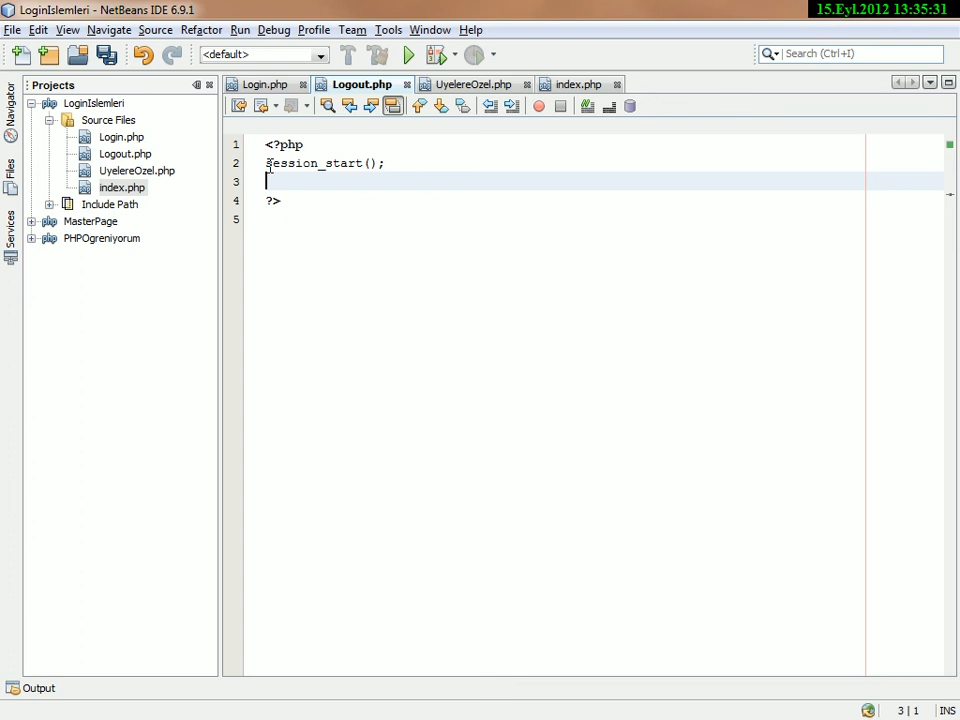 LoginIslemleri - NetBeans IDE 6.9.1
15.Eyl.2012 13:35:31
File Edit View Navigate Source Refactor Run Debug Profile Team Tools Window Help
<default>
Search (Ctrl+I)
Projects
Login.php
Logout.php
UyelereOzel.php
index.php
Navigator
Files
Services
LoginIslemleri
Source Files
Login.php
Logout.php
UyelereOzel.php
index.php
Include Path
MasterPage
PHPOgreniyorum
1 <?php
2 session_start();
3
4 ?>
5
Output
3 | 1 INS